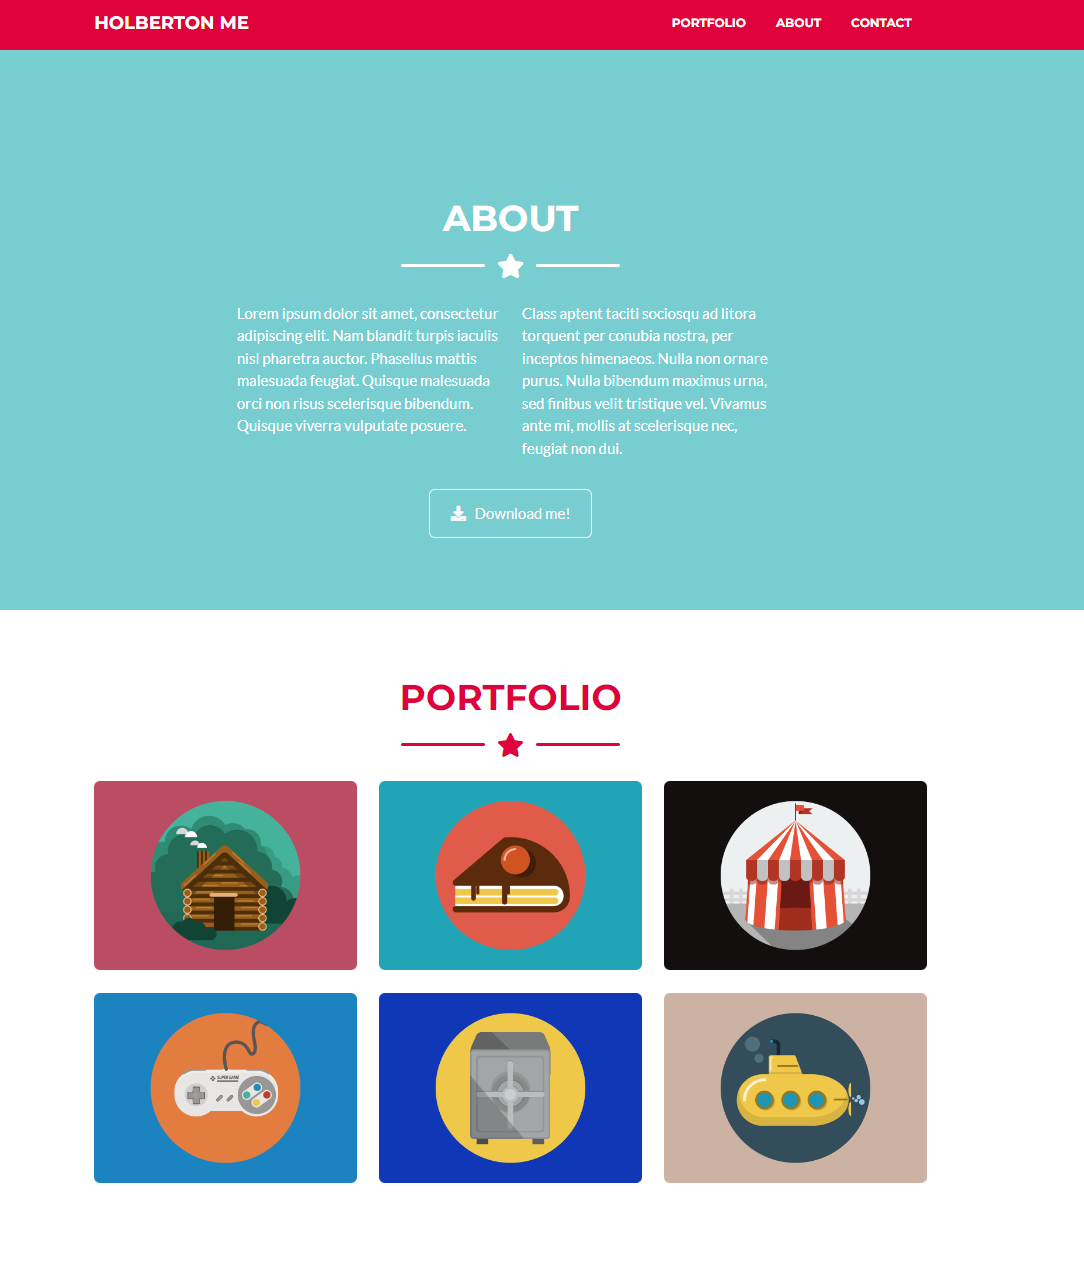 HOLBERTON ME
PORTFOLIO ABOUT CONTACT
ABOUT
Lorem ipsum dolor sit amet, consectetur
adipiscing elit. Nam blandit turpis iaculis
nisl pharetra auctor. Phasellus mattis
malesuada feugiat. Quisque malesuada
orci non risus scelerisque bibendum.
Quisque viverra vulputate posuere.
Class aptent taciti sociosqu ad litora
torquent per conubia nostra, per
inceptos himenaeos. Nulla non ornare
purus. Nulla bibendum maximus urna,
sed finibus velit tristique vel. Vivamus
ante mi, mollis at scelerisque nec,
feugiat non dui.
Download me!
PORTFOLIO
SUPER GAME